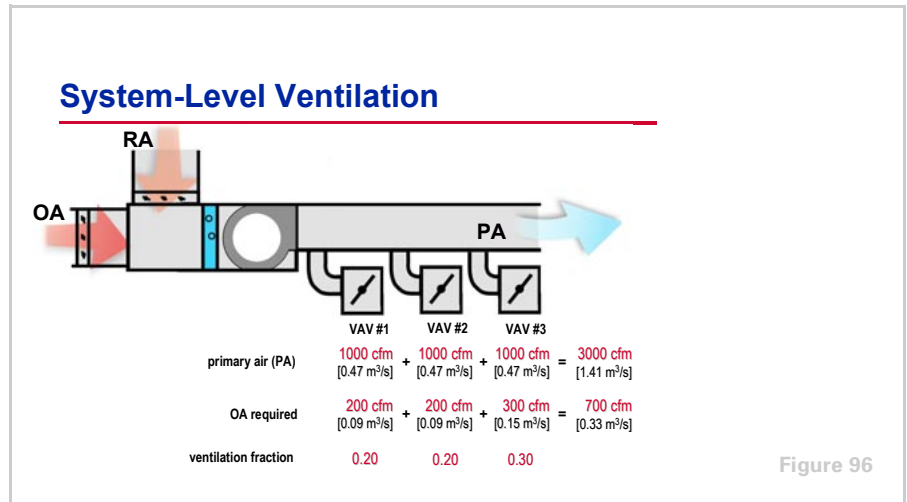 System-Level Ventilation
RA
OA
PA
VAV #1 VAV #2 VAV #3
primary air (PA) 1000 cfm + 1000 cfm + 1000 cfm = 3000 cfm
[0.47 m³/s] [0.47 m³/s] [0.47 m³/s] [1.41 m³/s]
OA required 200 cfm + 200 cfm + 300 cfm = 700 cfm
[0.09 m³/s] [0.09 m³/s] [0.15 m³/s] [0.33 m³/s]
ventilation fraction 0.20 0.20 0.30
Figure 96